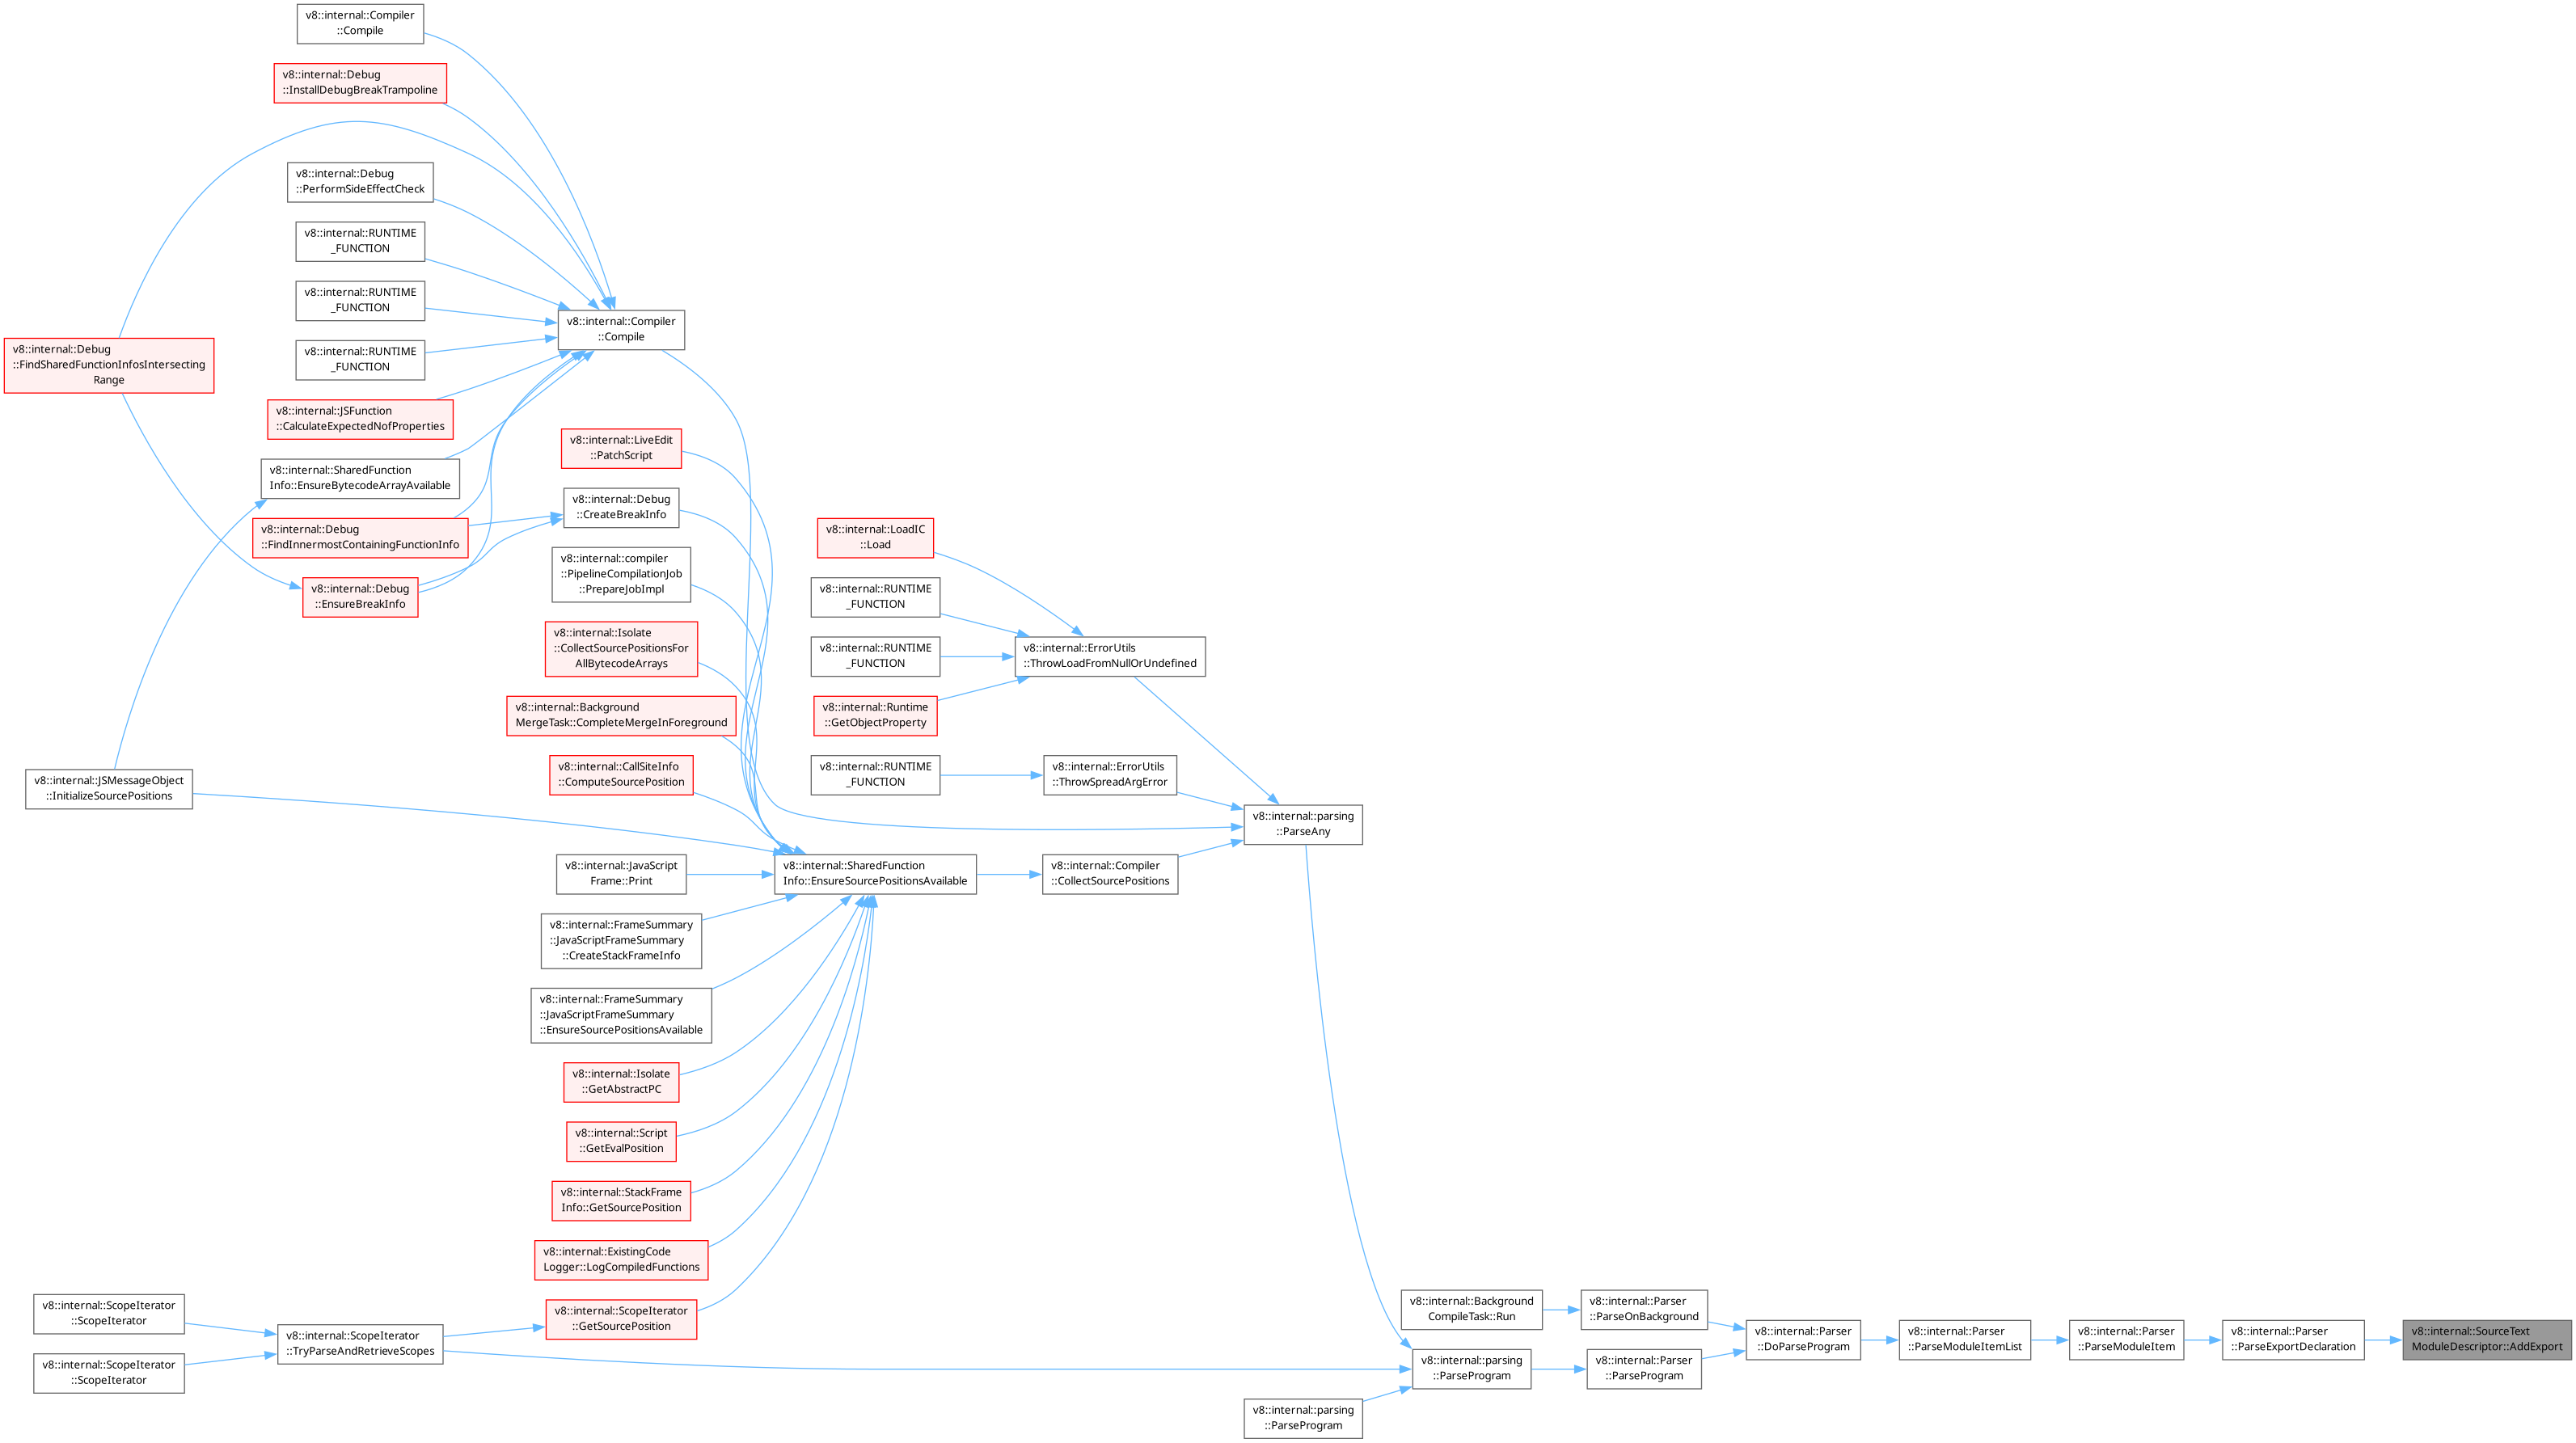 v8::internal::Compiler
::Compile
v8::internal::Debug
::InstallDebugBreakTrampoline
v8::internal::Debug
::PerformSideEffectCheck
v8::internal::RUNTIME
_FUNCTION
v8::internal::RUNTIME
_FUNCTION
v8::internal::RUNTIME
_FUNCTION
v8::internal::Debug
::FindSharedFunctionInfosIntersecting
Range
v8::internal::JSFunction
::CalculateExpectedNofProperties
v8::internal::SharedFunction
Info::EnsureBytecodeArrayAvailable
v8::internal::Debug
::FindInnermostContainingFunctionInfo
v8::internal::Debug
::EnsureBreakInfo
v8::internal::JSMessageObject
::InitializeSourcePositions
v8::internal::ScopeIterator
::ScopeIterator
v8::internal::ScopeIterator
::ScopeIterator
v8::internal::ScopeIterator
::TryParseAndRetrieveScopes
v8::internal::Compiler
::Compile
v8::internal::LiveEdit
::PatchScript
v8::internal::Debug
::CreateBreakInfo
v8::internal::compiler
::PipelineCompilationJob
::PrepareJobImpl
v8::internal::Isolate
::CollectSourcePositionsFor
AllBytecodeArrays
v8::internal::Background
MergeTask::CompleteMergeInForeground
v8::internal::CallSiteInfo
::ComputeSourcePosition
v8::internal::JavaScript
Frame::Print
v8::internal::FrameSummary
::JavaScriptFrameSummary
::CreateStackFrameInfo
v8::internal::FrameSummary
::JavaScriptFrameSummary
::EnsureSourcePositionsAvailable
v8::internal::Isolate
::GetAbstractPC
v8::internal::Script
::GetEvalPosition
v8::internal::StackFrame
Info::GetSourcePosition
v8::internal::ExistingCode
Logger::LogCompiledFunctions
v8::internal::ScopeIterator
::GetSourcePosition
v8::internal::LoadIC
::Load
v8::internal::RUNTIME
_FUNCTION
v8::internal::RUNTIME
_FUNCTION
v8::internal::Runtime
::GetObjectProperty
v8::internal::RUNTIME
_FUNCTION
v8::internal::SharedFunction
Info::EnsureSourcePositionsAvailable
v8::internal::ErrorUtils
::ThrowLoadFromNullOrUndefined
v8::internal::ErrorUtils
::ThrowSpreadArgError
v8::internal::Compiler
::CollectSourcePositions
v8::internal::parsing
::ParseAny
v8::internal::parsing
::ParseProgram
v8::internal::Background
CompileTask::Run
v8::internal::parsing
::ParseProgram
v8::internal::Parser
::ParseOnBackground
v8::internal::Parser
::ParseProgram
v8::internal::Parser
::DoParseProgram
v8::internal::Parser
::ParseModuleItemList
v8::internal::Parser
::ParseModuleItem
v8::internal::Parser
::ParseExportDeclaration
v8::internal::SourceText
ModuleDescriptor::AddExport